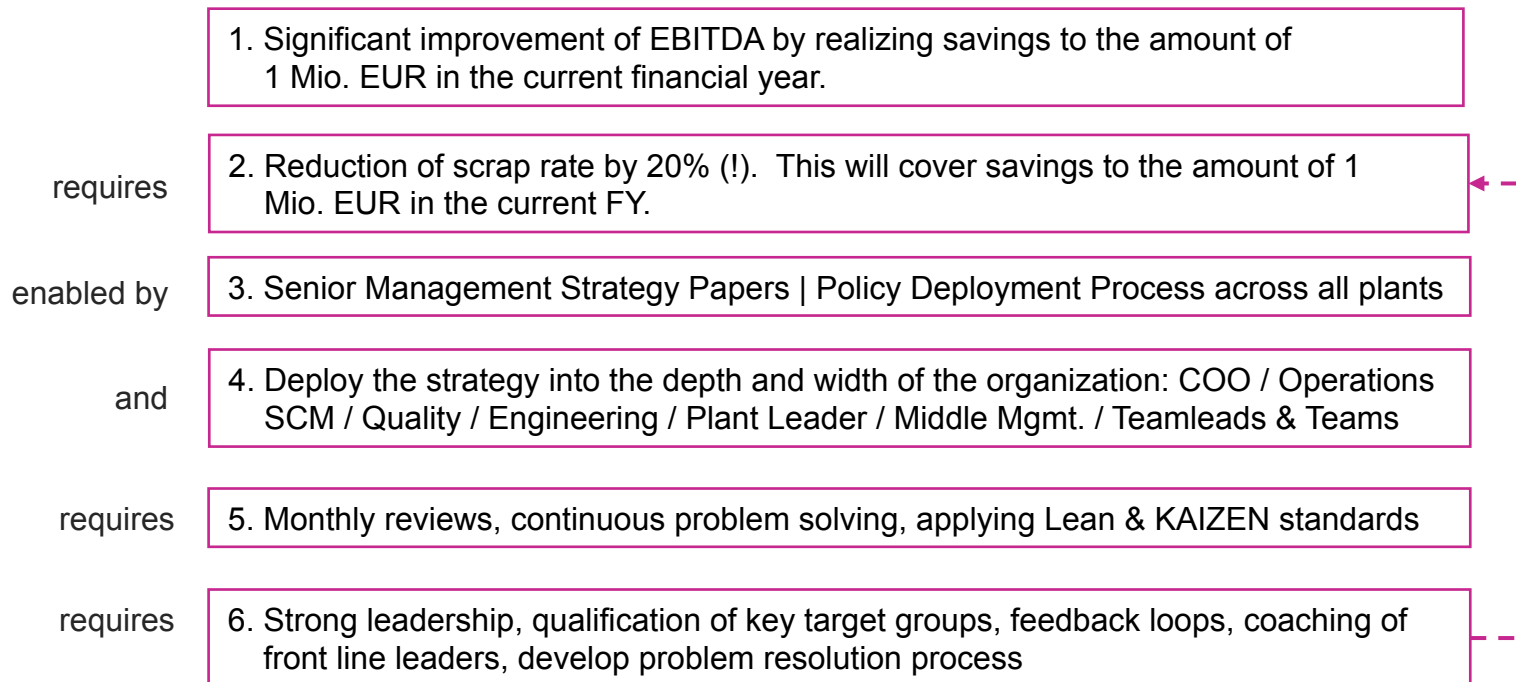 1. Significant improvement of EBITDA by realizing savings to the amount of
1 Mio. EUR in the current financial year.
requires
2. Reduction of scrap rate by 20% (!).  This will cover savings to the amount of 1
Mio. EUR in the current FY.
enabled by
3. Senior Management Strategy Papers | Policy Deployment Process across all plants
and
4. Deploy the strategy into the depth and width of the organization: COO / Operations
SCM / Quality / Engineering / Plant Leader / Middle Mgmt. / Teamleads & Teams
requires
5. Monthly reviews, continuous problem solving, applying Lean & KAIZEN standards
requires
6. Strong leadership, qualification of key target groups, feedback loops, coaching of
front line leaders, develop problem resolution process